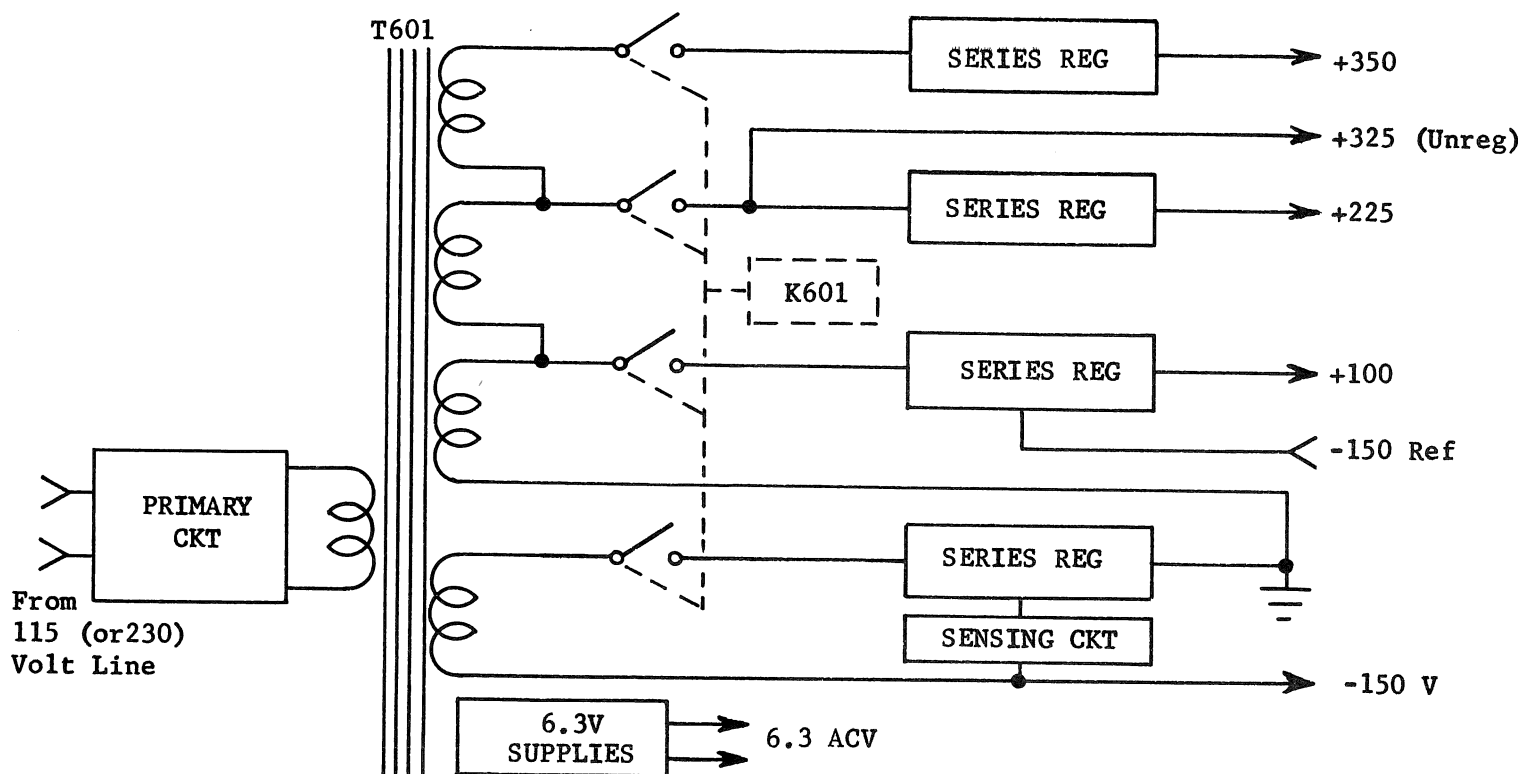 T601
SERIES REG
+350
+325 (Unreg)
SERIES REG
+225
K601
SERIES REG
+100
-150 Ref
PRIMARY
CKT
From
115 (or230)
Volt Line
SERIES REG
SENSING CKT
-150 V
6.3V
SUPPLIES
6.3 ACV